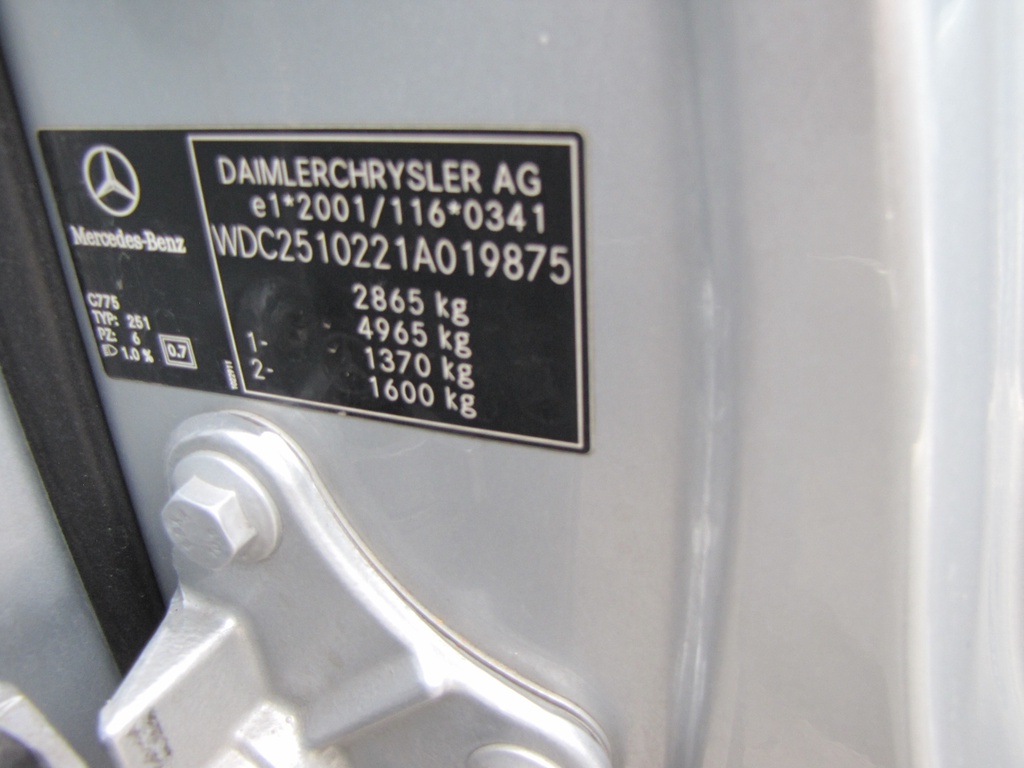 Mercedes-Benz
C775
TYP: 251
PZ: 6
1.0 %
0.7
DAIMLERCHRYSLER AG
e1*2001/116*0341
WDC2510221A019875
2865 kg
4965 kg
1- 1370 kg
2- 1600 kg